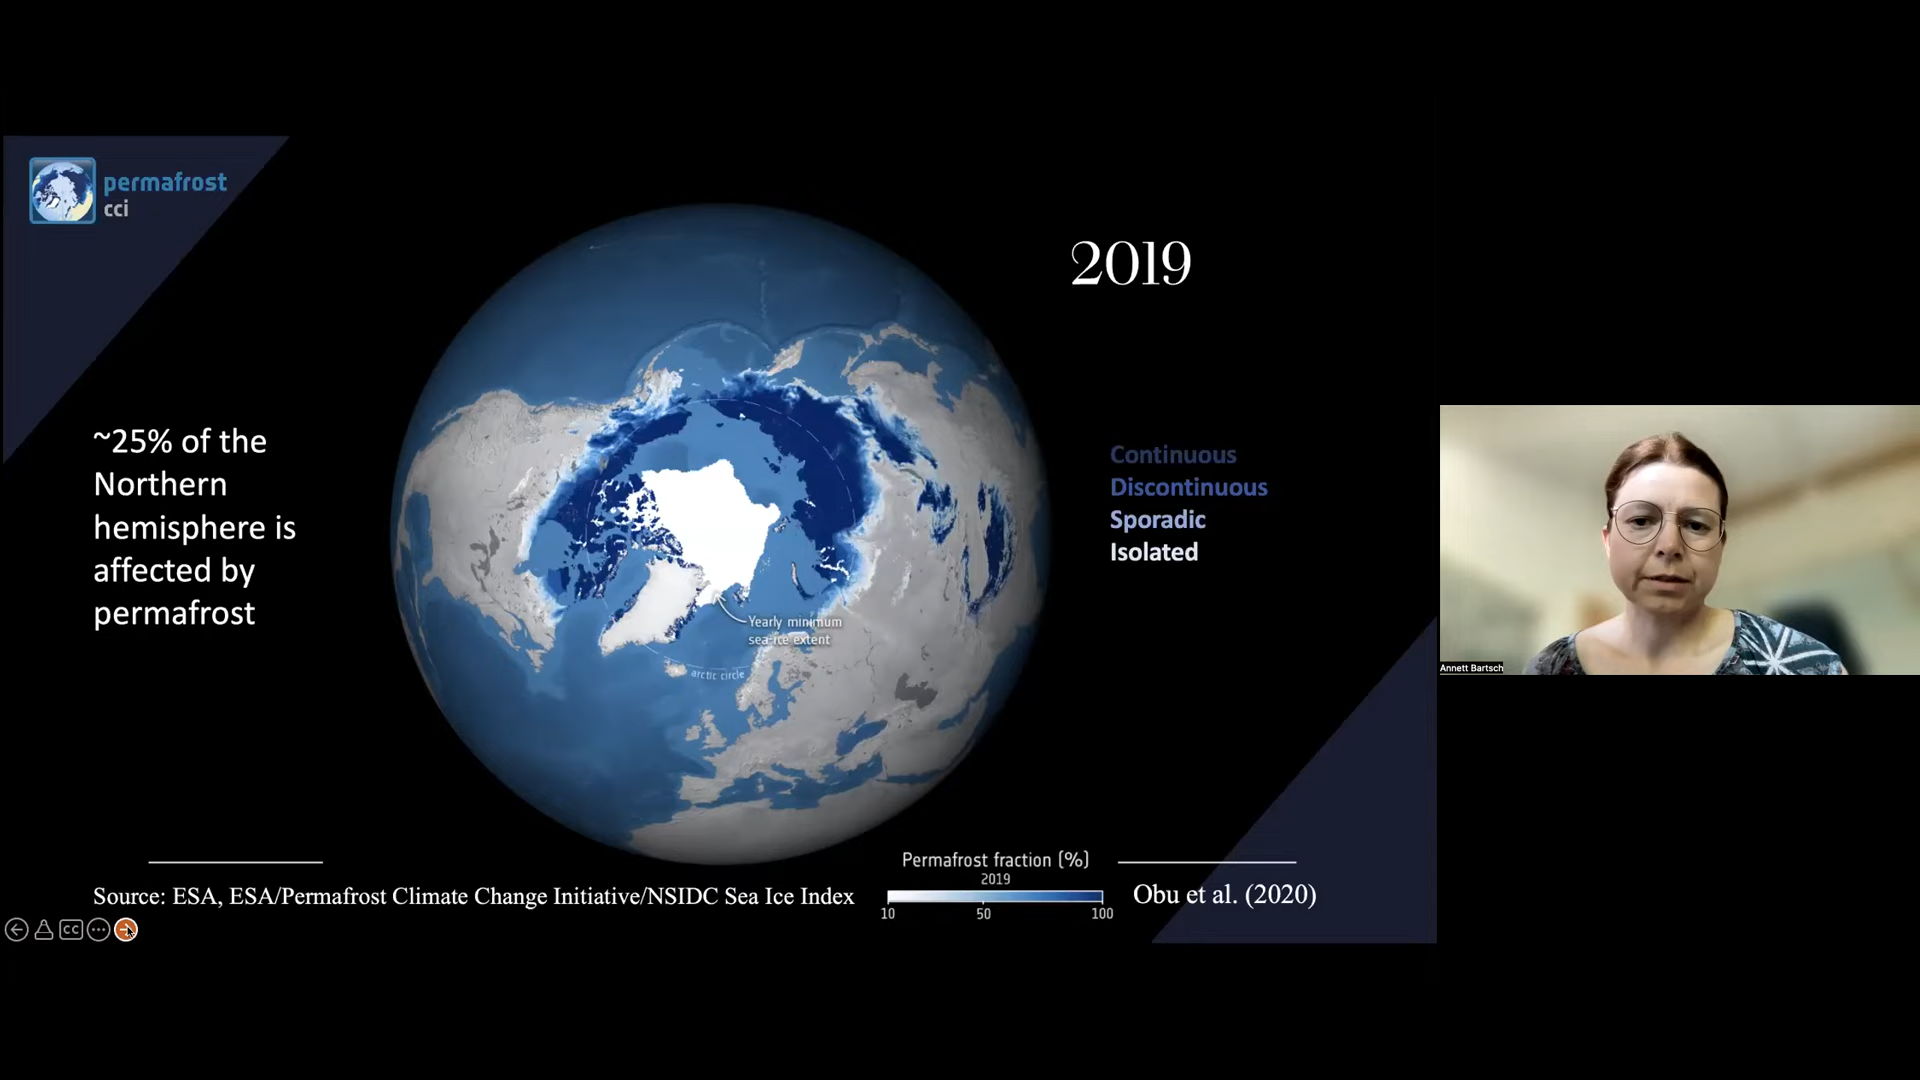 permafrost
cci
2019
~25% of the
Northern
hemisphere is
affected by
permafrost
Continuous
Discontinuous
Sporadic
Isolated
Yearly minimum
sea-ice extent
arctic circle
Annett Bartsch
Permafrost fraction (%)
2019
10 50 100
Source: ESA, ESA/Permafrost Climate Change Initiative/NSIDC Sea Ice Index
Obu et al. (2020)
CC